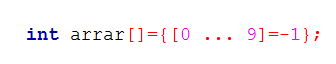 int arrar[]={[0 ... 9]=-1};